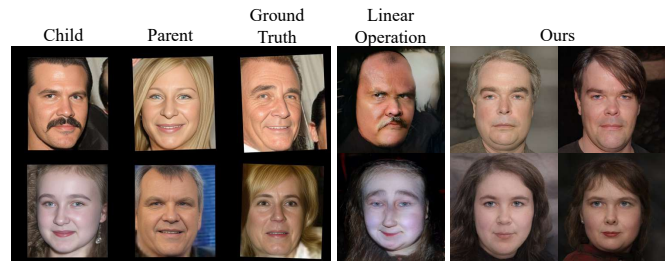 Child
Parent
Ground
Truth
Linear
Operation
Ours